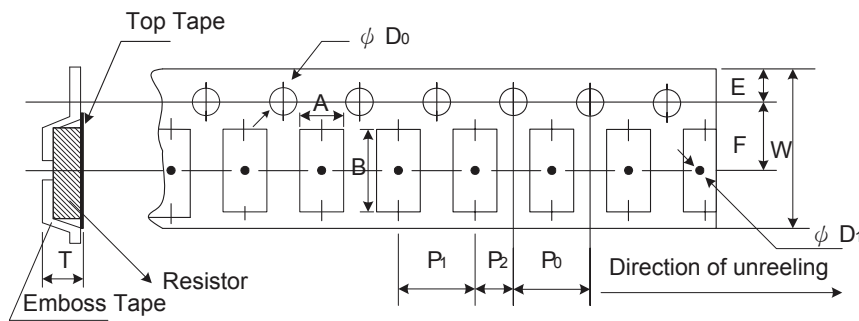 Top Tape
ψ D0
A
E
B
F
W
T
Resistor
Emboss Tape
P1
P2
P0
ψ D1
Direction of unreeling